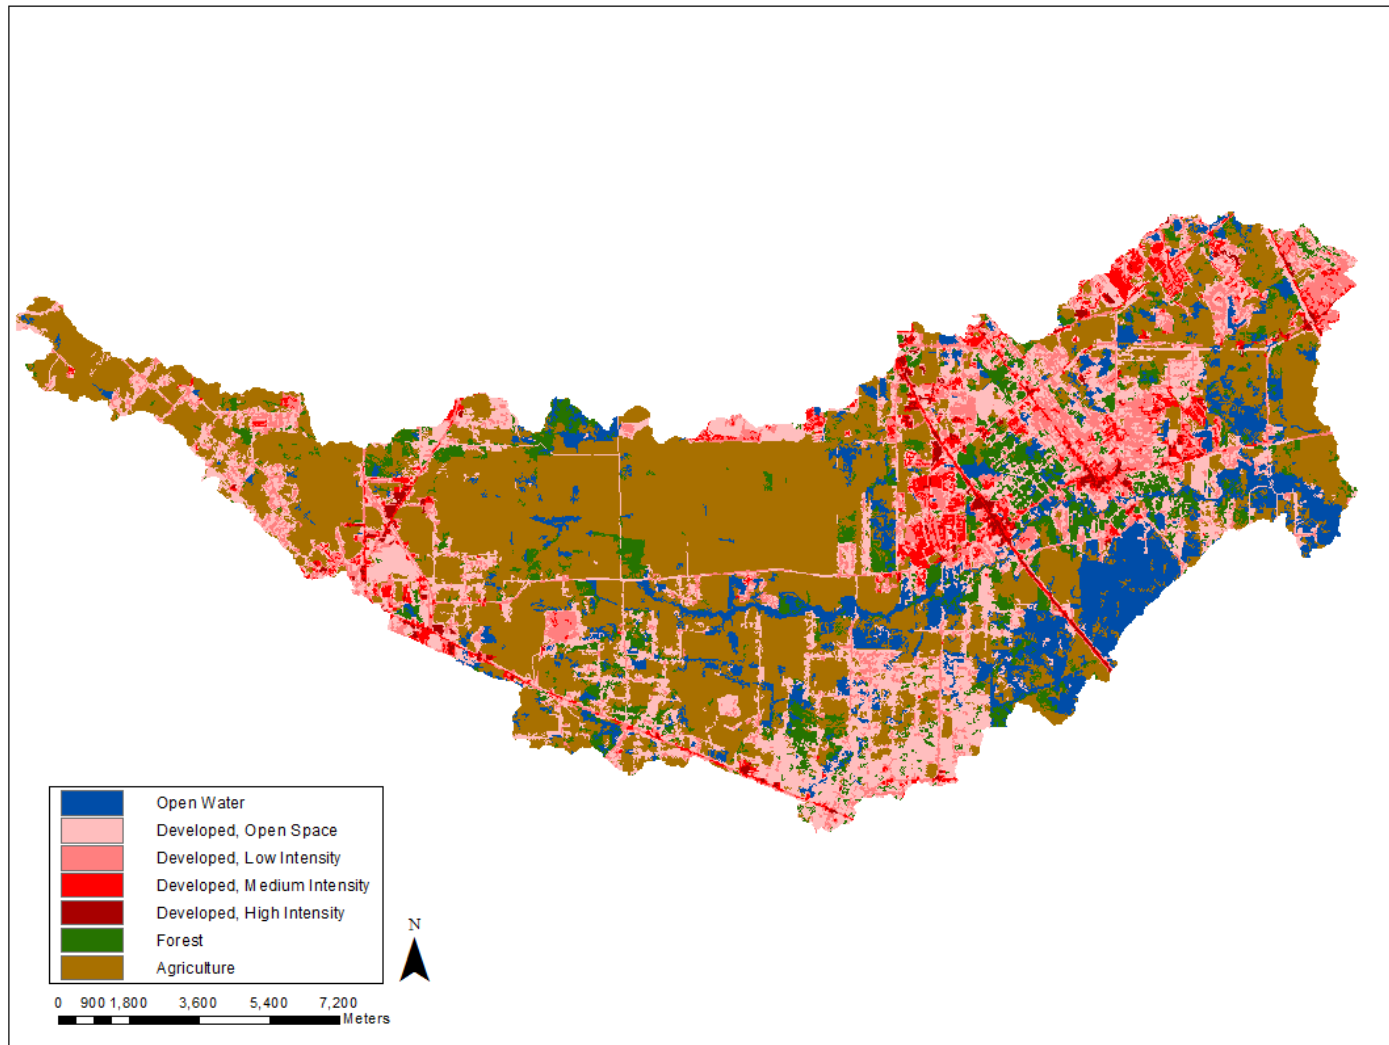 Open Water
Developed, Open Space
Developed, Low Intensity
Developed, Medium Intensity
Developed, High Intensity
Forest
Agriculture
N
0 900 1,800 3,600 5,400 7,200
Meters